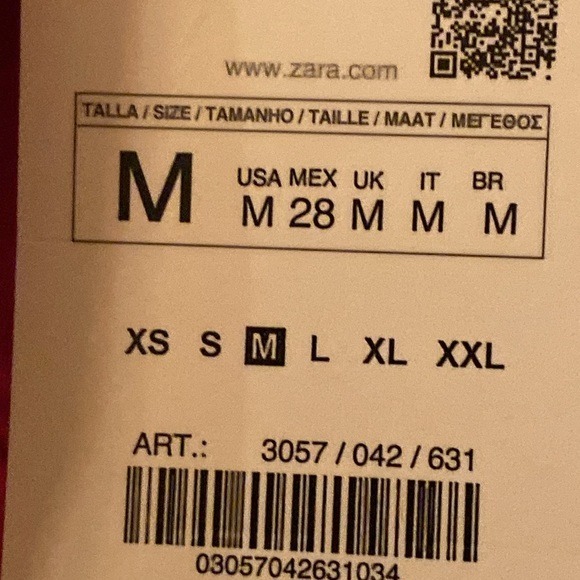 www.zara.com
TALLA / SIZE / TAMANHO / TAILLE / MAAT / ΜΕΓΕΘΟΣ
M
USA MEX UK IT BR
M 28 M M M
XS S M L XL XXL
ART.: 3057 / 042 / 631
03057042631034